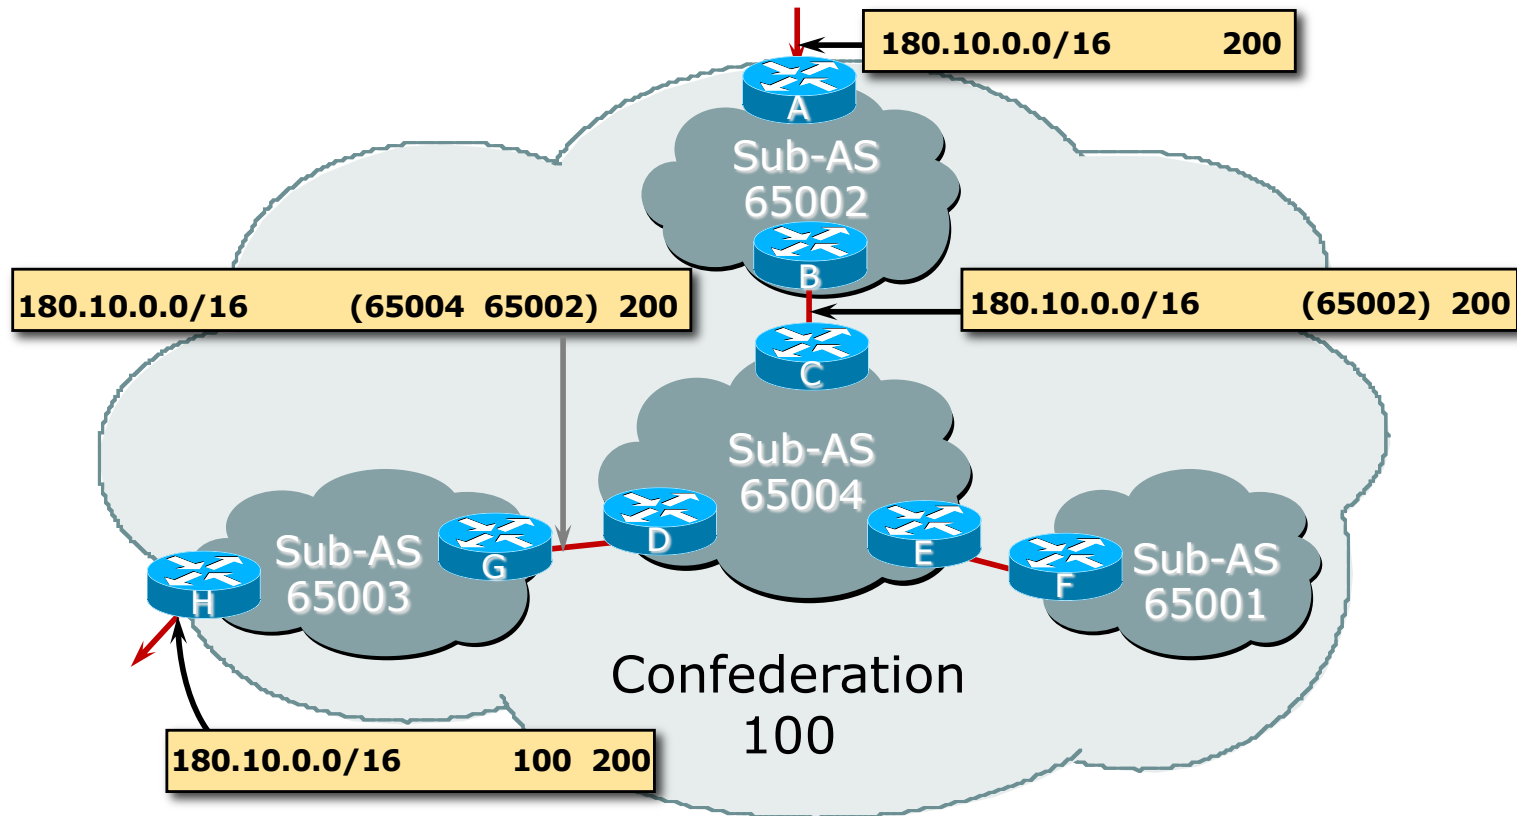 180.10.0.0/16 200
A
Sub-AS
65002
B
180.10.0.0/16 (65004 65002) 200
180.10.0.0/16 (65002) 200
C
Sub-AS
65004
D
E
Sub-AS
65003
G
H
F
Sub-AS
65001
Confederation
100
180.10.0.0/16 100 200